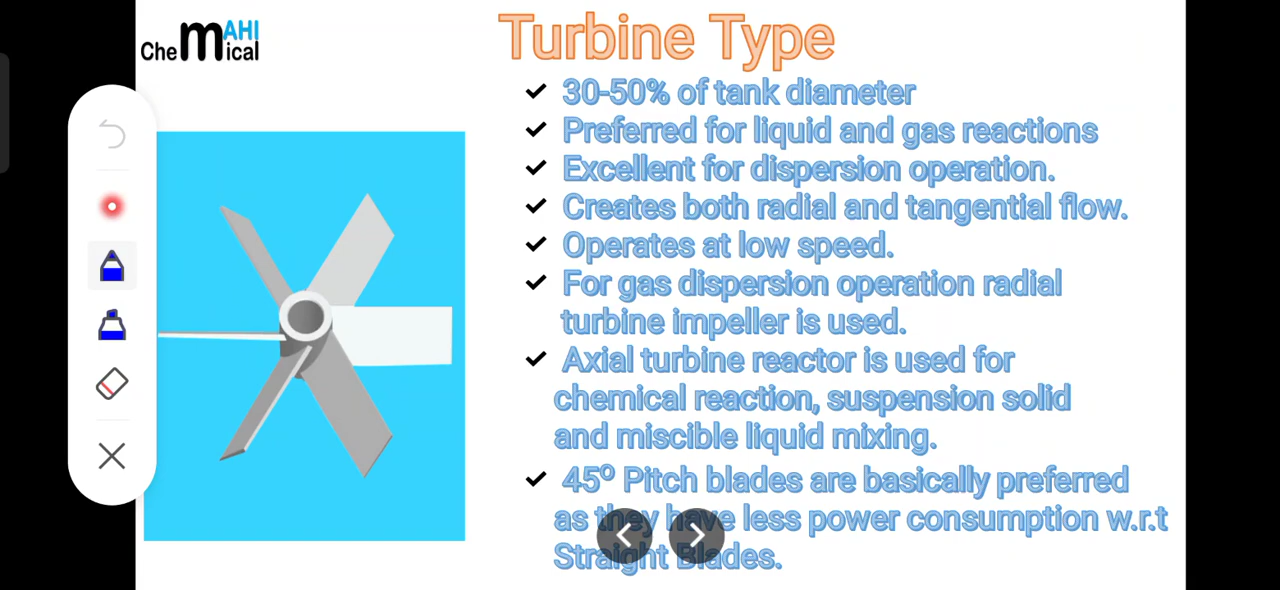 Che mAHI ical
Turbine Type
30-50% of tank diameter
Preferred for liquid and gas reactions
Excellent for dispersion operation.
Creates both radial and tangential flow.
Operates at low speed.
For gas dispersion operation radial
turbine impeller is used.
Axial turbine reactor is used for
chemical reaction, suspension solid
and miscible liquid mixing.
45º Pitch blades are basically preferred
as they have less power consumption w.r.t
Straight Blades.